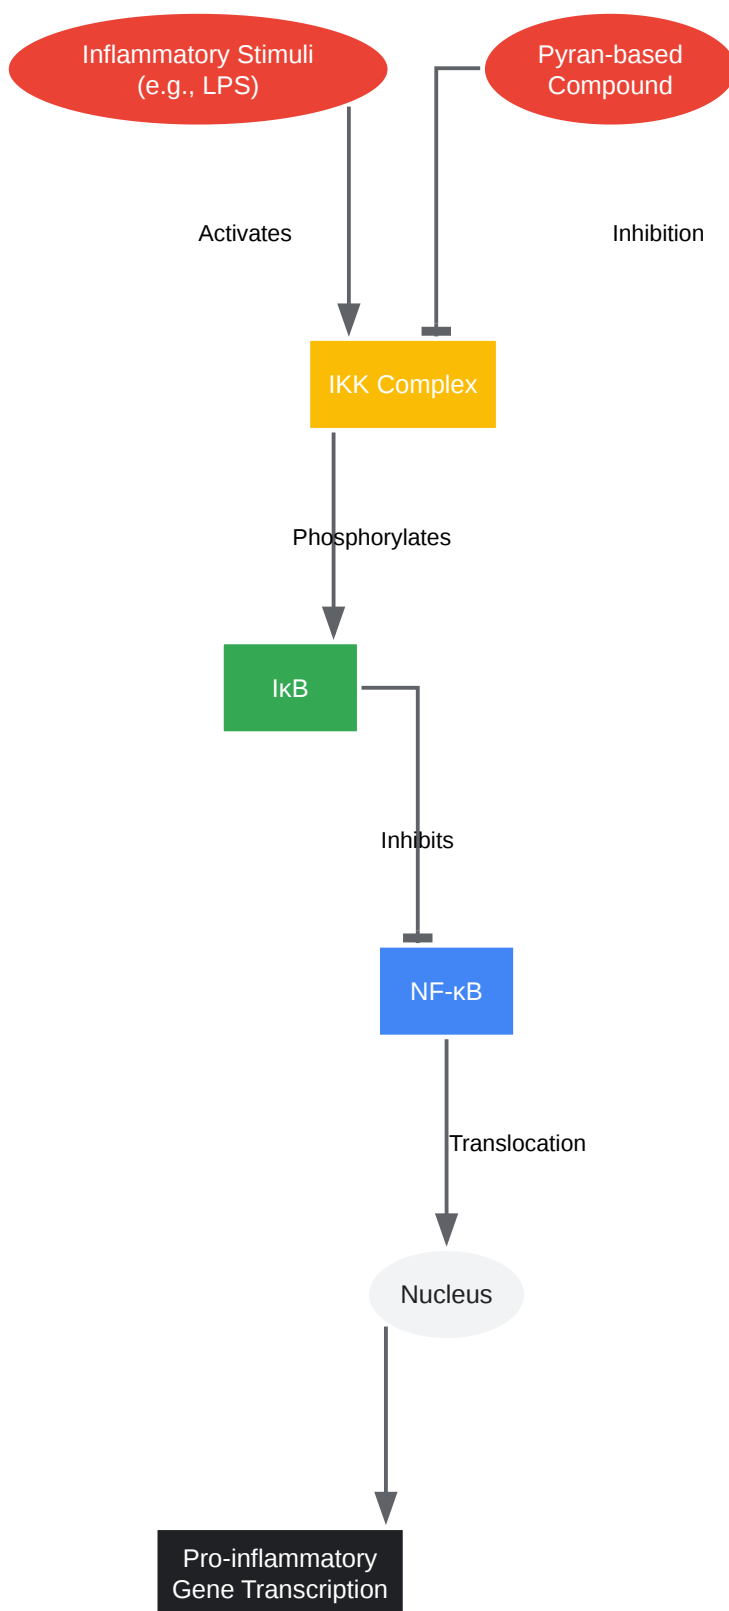 Inflammatory Stimuli
(e.g., LPS)
Pyran-based
Compound
Activates
Inhibition
IKK Complex
Phosphorylates
IκB
Inhibits
NF-κB
Translocation
Nucleus
Pro-inflammatory
Gene Transcription